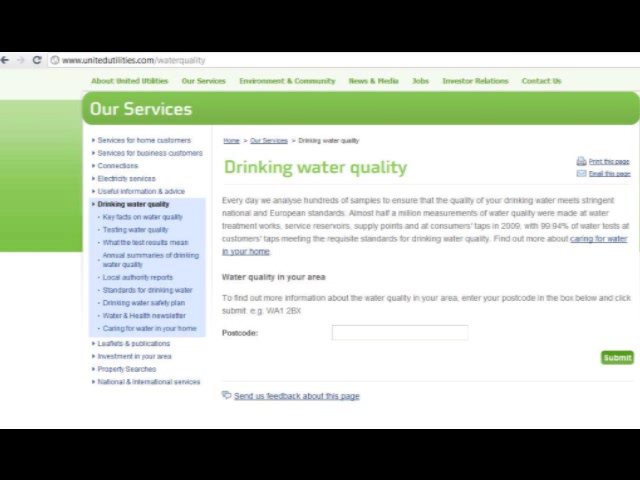 www.unitedutilities.com/waterquality
About United Utilities Our Services Environment & Community News & Media Jobs Investor Relations Contact Us
Our Services
Services for home customers
Services for business customers
Connections
Electricity services
Useful information & advice
Drinking water quality
Key facts on water quality
Testing water quality
What the test results mean
Annual summaries of drinking
water quality
Local authority reports
Standards for drinking water
Drinking water safety plan
Water & Health newsletter
Caring for water in your home
Leaflets & publications
Investment in your area
Property Searches
National & International services
Home > Our Services > Drinking water quality
Drinking water quality
Print this page
Email this page
Every day we analyse hundreds of samples to ensure that the quality of your drinking water meets stringent
national and European standards. Almost half a million measurements of water quality were made at water
treatment works, service reservoirs, supply points and at consumers' taps in 2009, with 99.94% of water tests at
customers' taps meeting the requisite standards for drinking water quality. Find out more about caring for water
in your home.
Water quality in your area
To find out more information about the water quality in your area, enter your postcode in the box below and click
submit. e.g. WA1 2BX
Postcode:
Submit
Send us feedback about this page